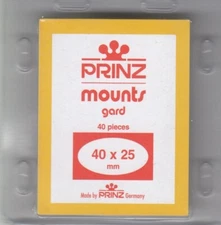 PRINZ
mounts
gard
40 pieces
40 x 25
mm
Made by PRINZ Germany